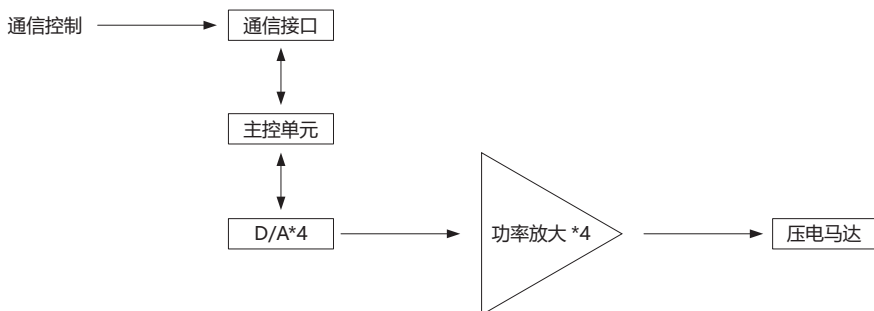 通信控制
通信接口
主控单元
D/A*4
功率放大 *4
压电马达